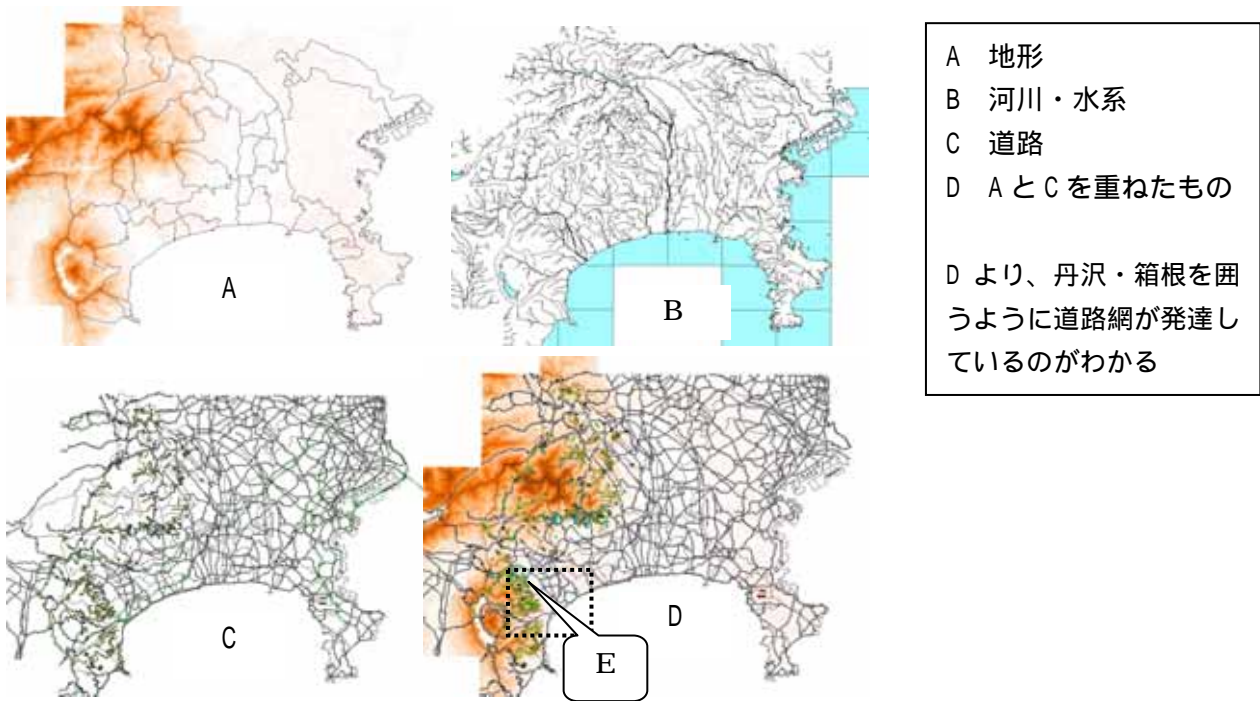 A
B
A 地形
B 河川・水系
C 道路
D AとCを重ねたもの
D より、丹沢・箱根を囲
うように道路網が発達し
ているのがわかる
C
D
E